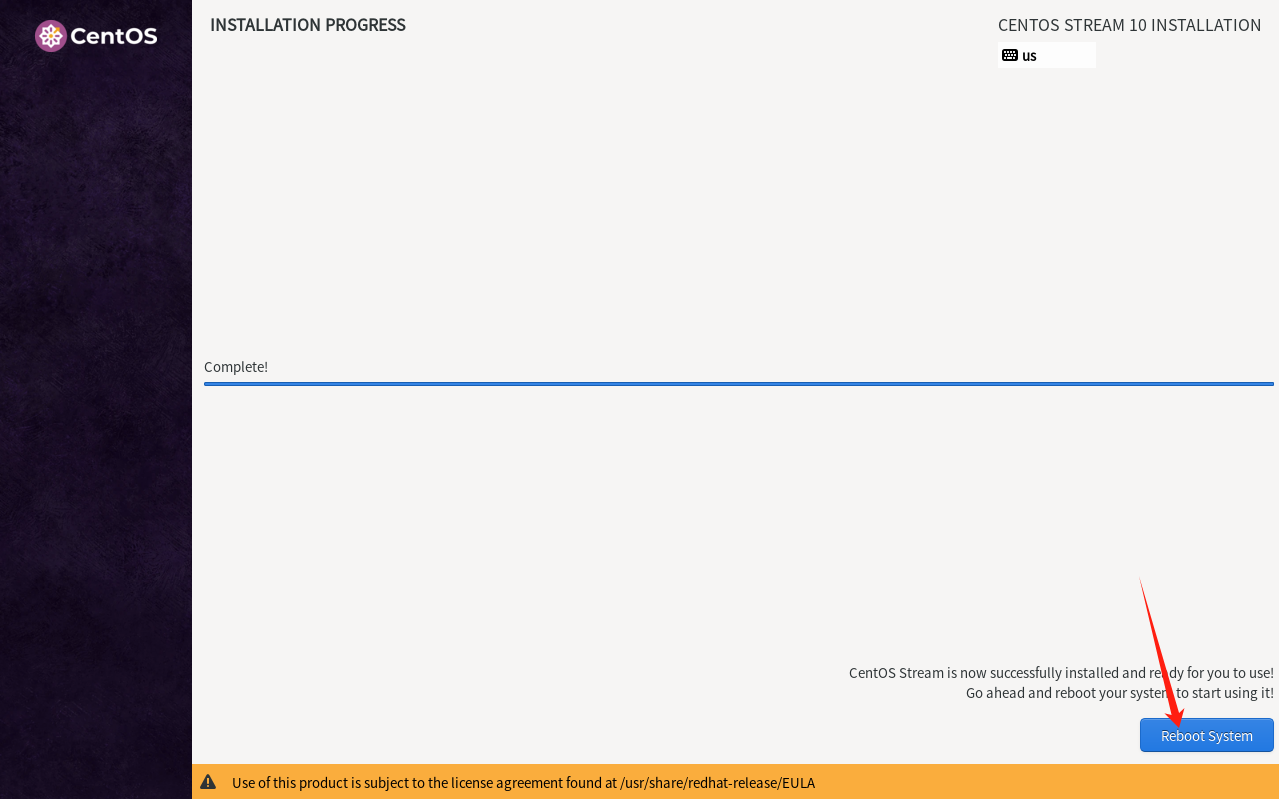 CentOS
INSTALLATION PROGRESS
CENTOS STREAM 10 INSTALLATION
us
Complete!
CentOS Stream is now successfully installed and ready for you to use!
Go ahead and reboot your system to start using it!
Reboot System
Use of this product is subject to the license agreement found at /usr/share/redhat-release/EULA